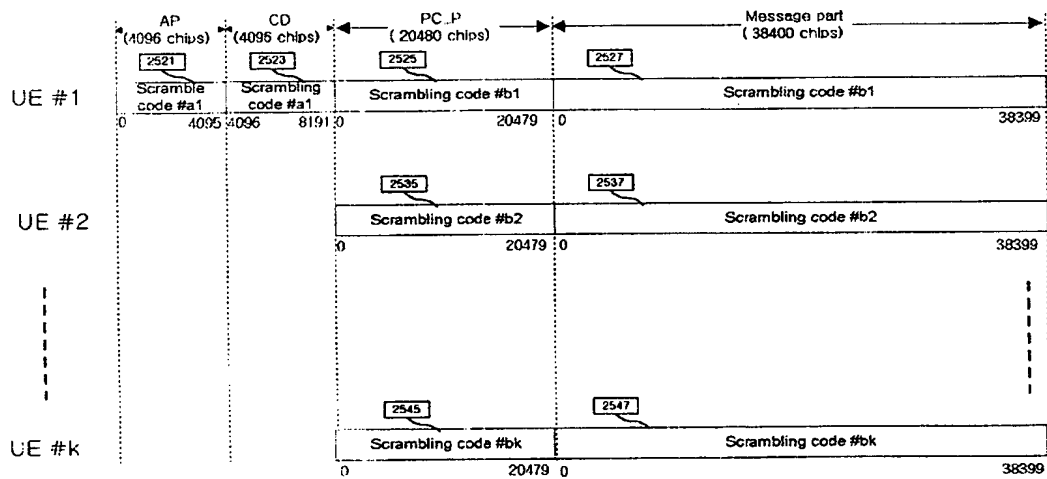 AP
(4096 chips)
CD
(4096 chips)
PC_P
(20480 chips)
Message part
(38400 chips)
UE #1
2521
Scramble
code #a1
0 4095
2523
Scrambling
code #a1
4096 8191
2525
Scrambling code #b1
0 20479
2527
Scrambling code #b1
0 38399
UE #2
2535
Scrambling code #b2
0 20479
2537
Scrambling code #b2
0 38399
UE #k
2545
Scrambling code #bk
0 20479
2547
Scrambling code #bk
0 38399